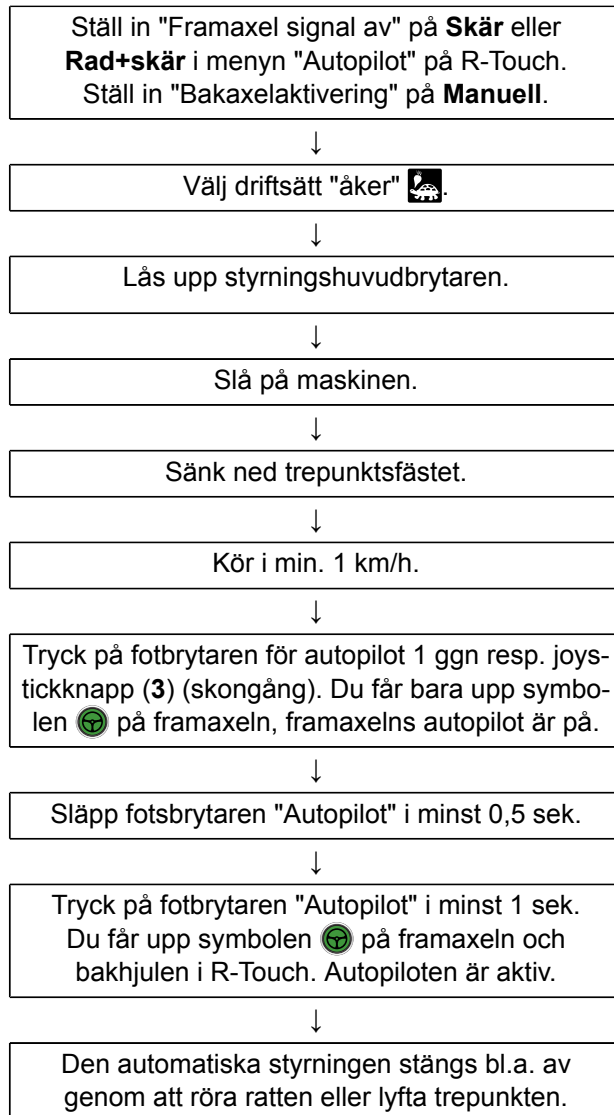 Ställ in "Framaxel signal av" på Skär eller
Rad+skär i menyn "Autopilot" på R-Touch.
Ställ in "Bakaxelaktivering" på Manuell.
↓
Välj driftsätt "åker" .
↓
Lås upp styrningshuvudbrytaren.
↓
Slå på maskinen.
↓
Sänk ned trepunktsfästet.
↓
Kör i min. 1 km/h.
↓
Tryck på fotbrytaren för autopilot 1 ggn resp. joys-
tickknapp (3) (skongång). Du får bara upp symbo-
len på framaxeln, framaxelns autopilot är på.
↓
Släpp fotsbrytaren "Autopilot" i minst 0,5 sek.
↓
Tryck på fotbrytaren "Autopilot" i minst 1 sek.
Du får upp symbolen på framaxeln och
bakhjulen i R-Touch. Autopiloten är aktiv.
↓
Den automatiska styrningen stängs bl.a. av
genom att röra ratten eller lyfta trepunkten.